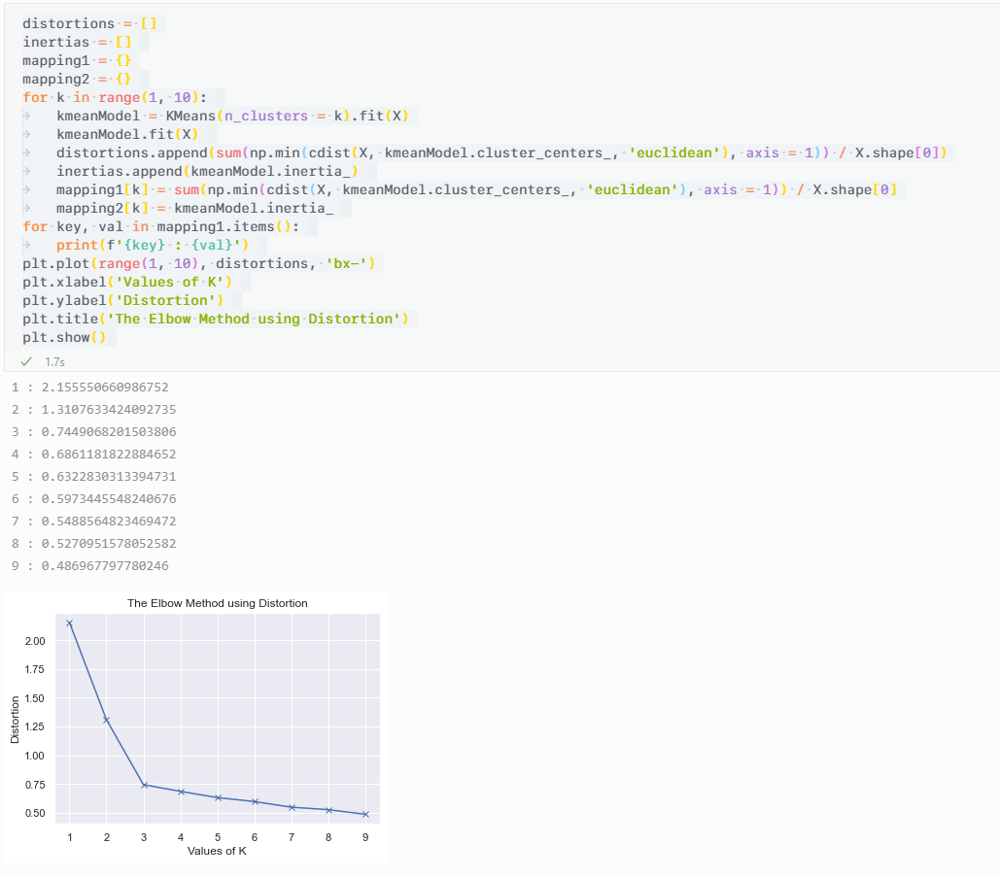 distortions = []
inertias = []
mapping1 = {}
mapping2 = {}
for k in range(1, 10):
    kmeanModel = KMeans(n_clusters = k).fit(X)
    kmeanModel.fit(X)
    distortions.append(sum(np.min(cdist(X, kmeanModel.cluster_centers_, 'euclidean'), axis = 1)) / X.shape[0])
    inertias.append(kmeanModel.inertia_)
    mapping1[k] = sum(np.min(cdist(X, kmeanModel.cluster_centers_, 'euclidean'), axis = 1)) / X.shape[0]
    mapping2[k] = kmeanModel.inertia_
for key, val in mapping1.items():
    print(f'{key} : {val}')
plt.plot(range(1, 10), distortions, 'bx-')
plt.xlabel('Values of K')
plt.ylabel('Distortion')
plt.title('The Elbow Method using Distortion')
plt.show()
1.7s
1 : 2.155550660986752
2 : 1.3107633424092735
3 : 0.7449068201503806
4 : 0.6861181822884652
5 : 0.6322830313394731
6 : 0.5973445548240676
7 : 0.5488564823469472
8 : 0.5270951578052582
9 : 0.486967797780246
The Elbow Method using Distortion
Distortion
2.00
1.75
1.50
1.25
1.00
0.75
0.50
1 2 3 4 5 6 7 8 9
Values of K